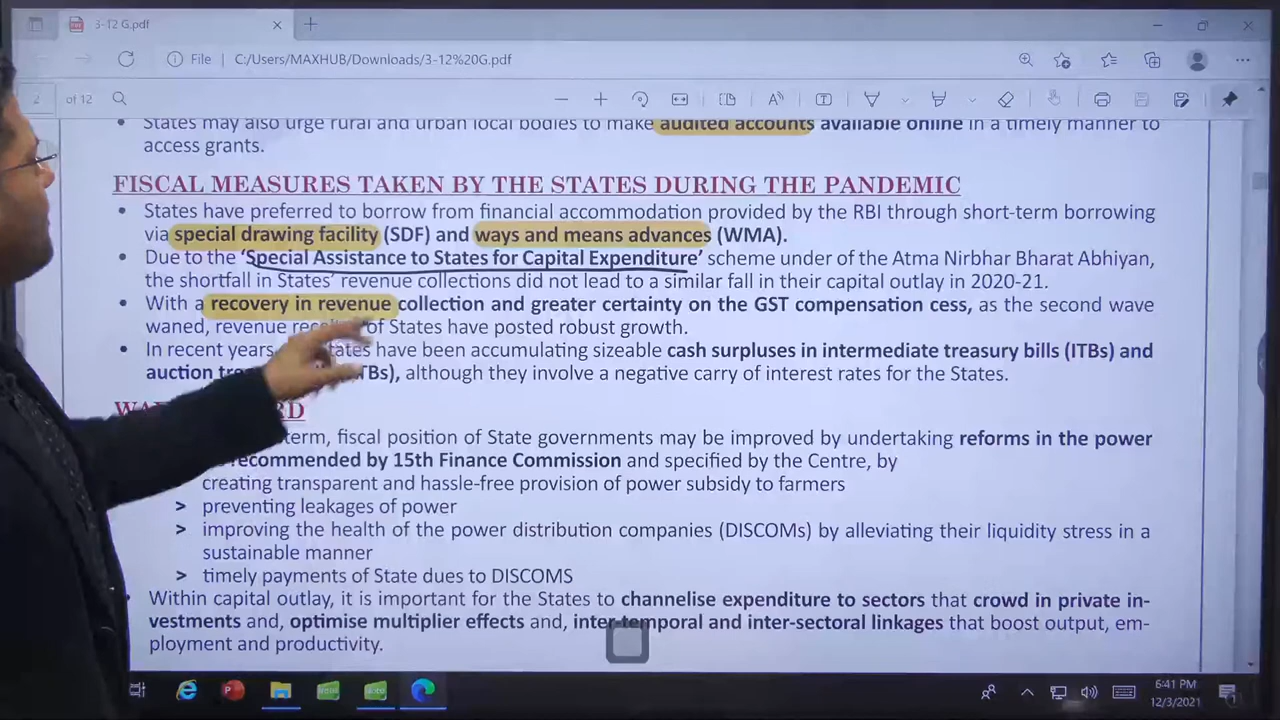 3-12 G.pdf
File
C:/Users/MAXHUB/Downloads/3-12%20G.pdf
2 of 12
States may also urge rural and urban local bodies to make audited accounts available online in a timely manner to
access grants.
FISCAL MEASURES TAKEN BY THE STATES DURING THE PANDEMIC
• States have preferred to borrow from financial accommodation provided by the RBI through short-term borrowing
via special drawing facility (SDF) and ways and means advances (WMA).
• Due to the ‘Special Assistance to States for Capital Expenditure’ scheme under of the Atma Nirbhar Bharat Abhiyan,
the shortfall in States’ revenue collections did not lead to a similar fall in their capital outlay in 2020-21.
• With a recovery in revenue collection and greater certainty on the GST compensation cess, as the second wave
waned, revenue of States have posted robust growth.
• In recent years, have been accumulating sizeable cash surpluses in intermediate treasury bills (ITBs) and
auction although they involve a negative carry of interest rates for the States.
term, fiscal position of State governments may be improved by undertaking reforms in the power
recommended by 15th Finance Commission and specified by the Centre, by
creating transparent and hassle-free provision of power subsidy to farmers
> preventing leakages of power
> improving the health of the power distribution companies (DISCOMs) by alleviating their liquidity stress in a
sustainable manner
> timely payments of State dues to DISCOMS
Within capital outlay, it is important for the States to channelise expenditure to sectors that crowd in private in-
vestments and, optimise multiplier effects and, inter-temporal and inter-sectoral linkages that boost output, em-
ployment and productivity.
6:41 PM
12/3/2021